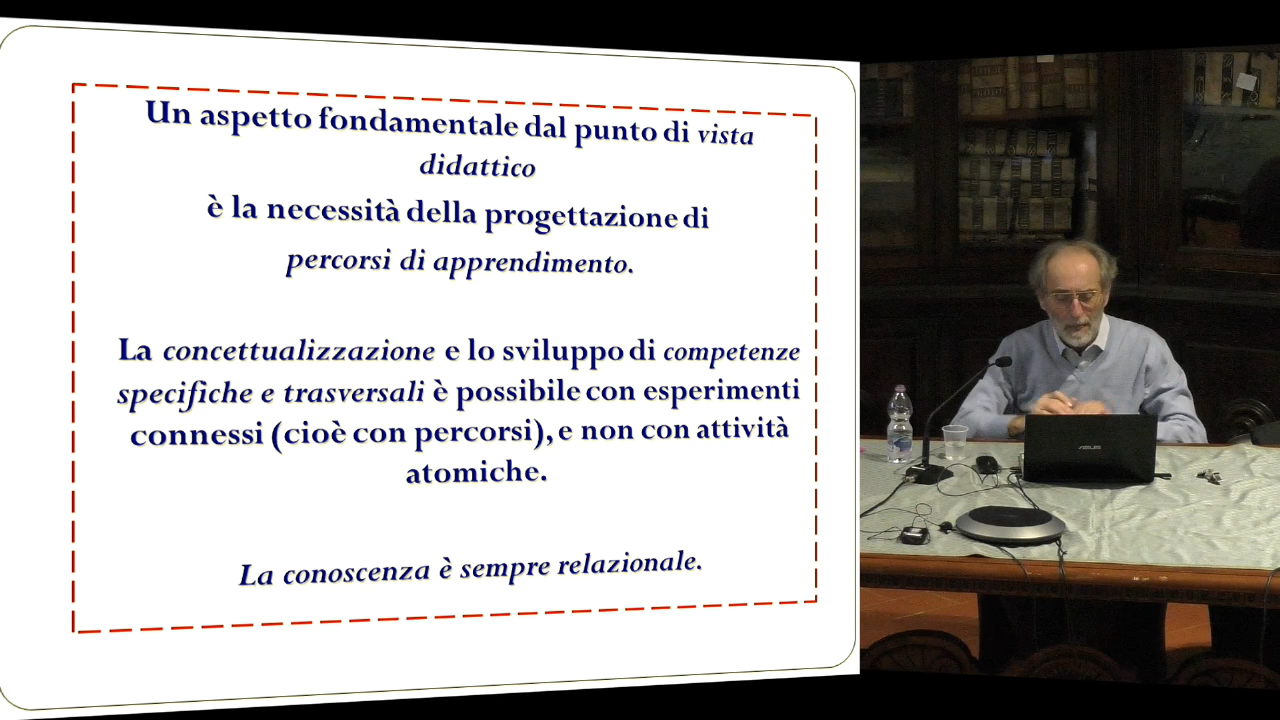 Un aspetto fondamentale dal punto di vista
didattico
è la necessità della progettazione di
percorsi di apprendimento.
La concettualizzazione e lo sviluppo di competenze
specifiche e trasversali è possibile con esperimenti
connessi (cioè con percorsi), e non con attività
atomiche.
La conoscenza è sempre relazionale.
ASUS